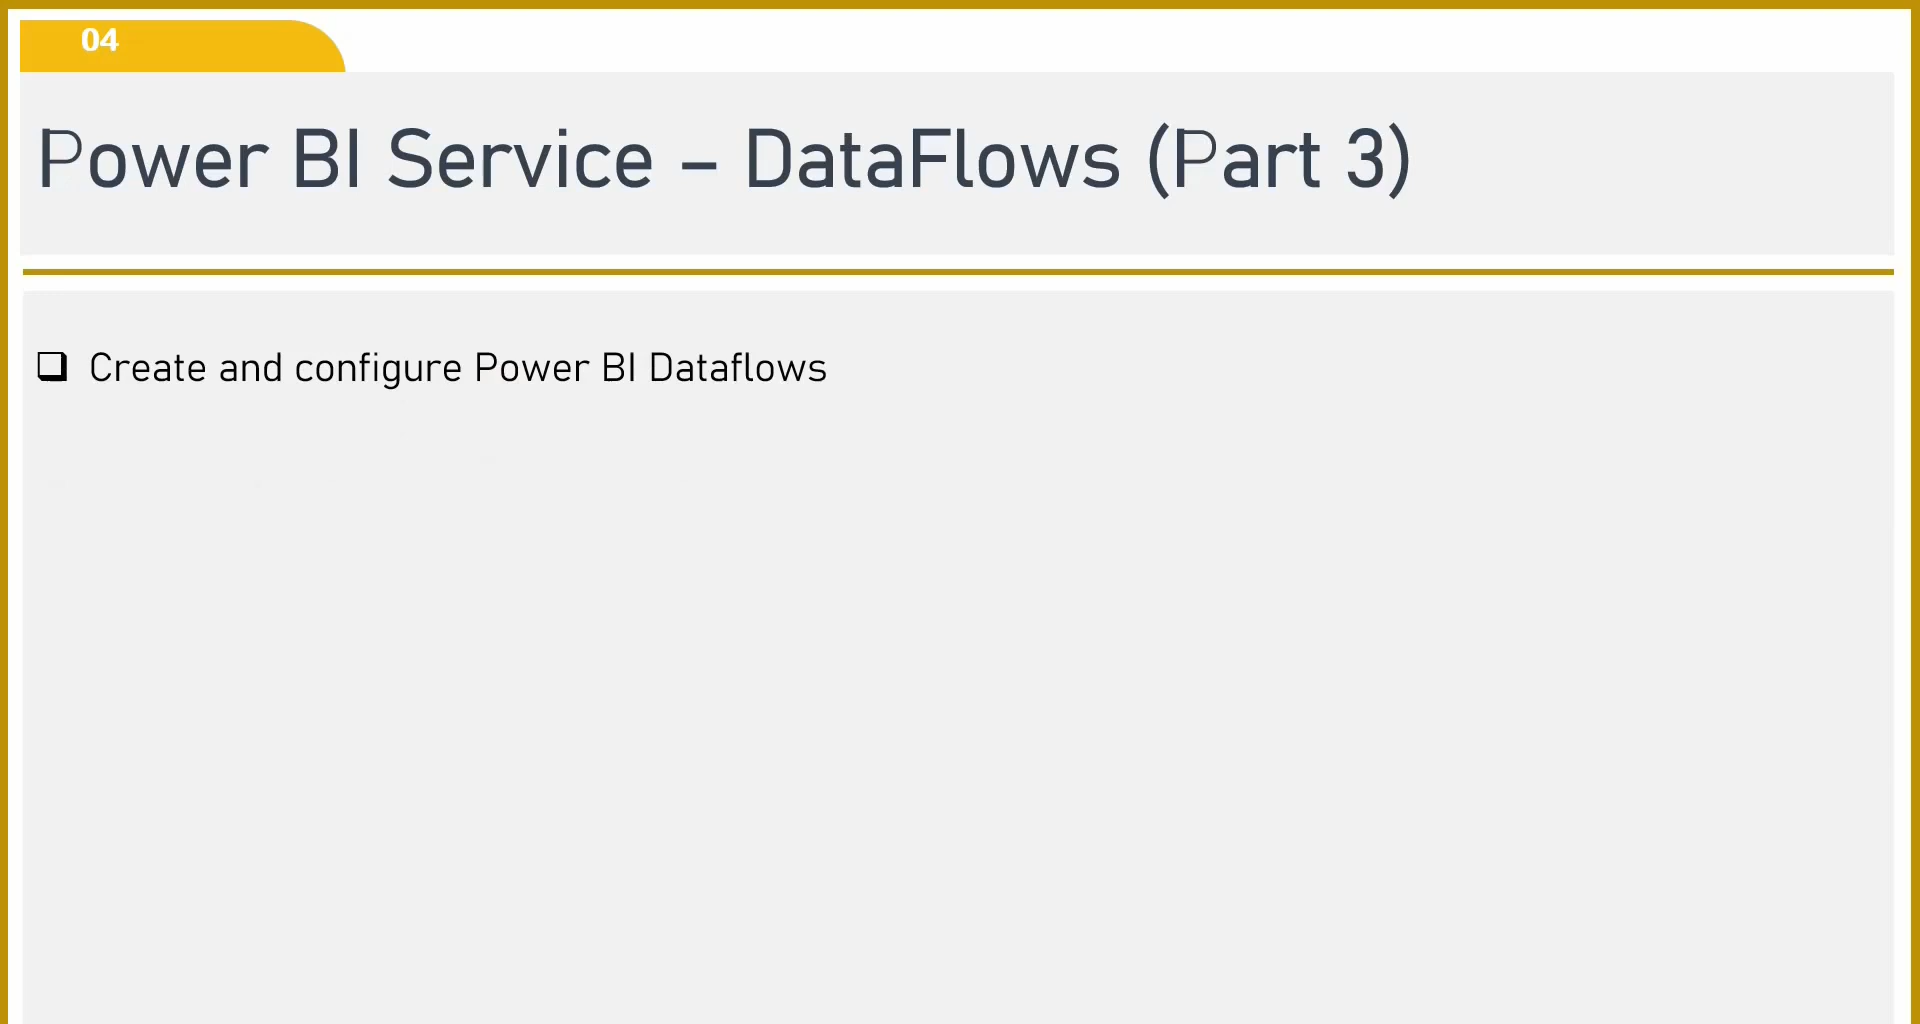 04
Power BI Service – DataFlows (Part 3)
❑ Create and configure Power BI Dataflows